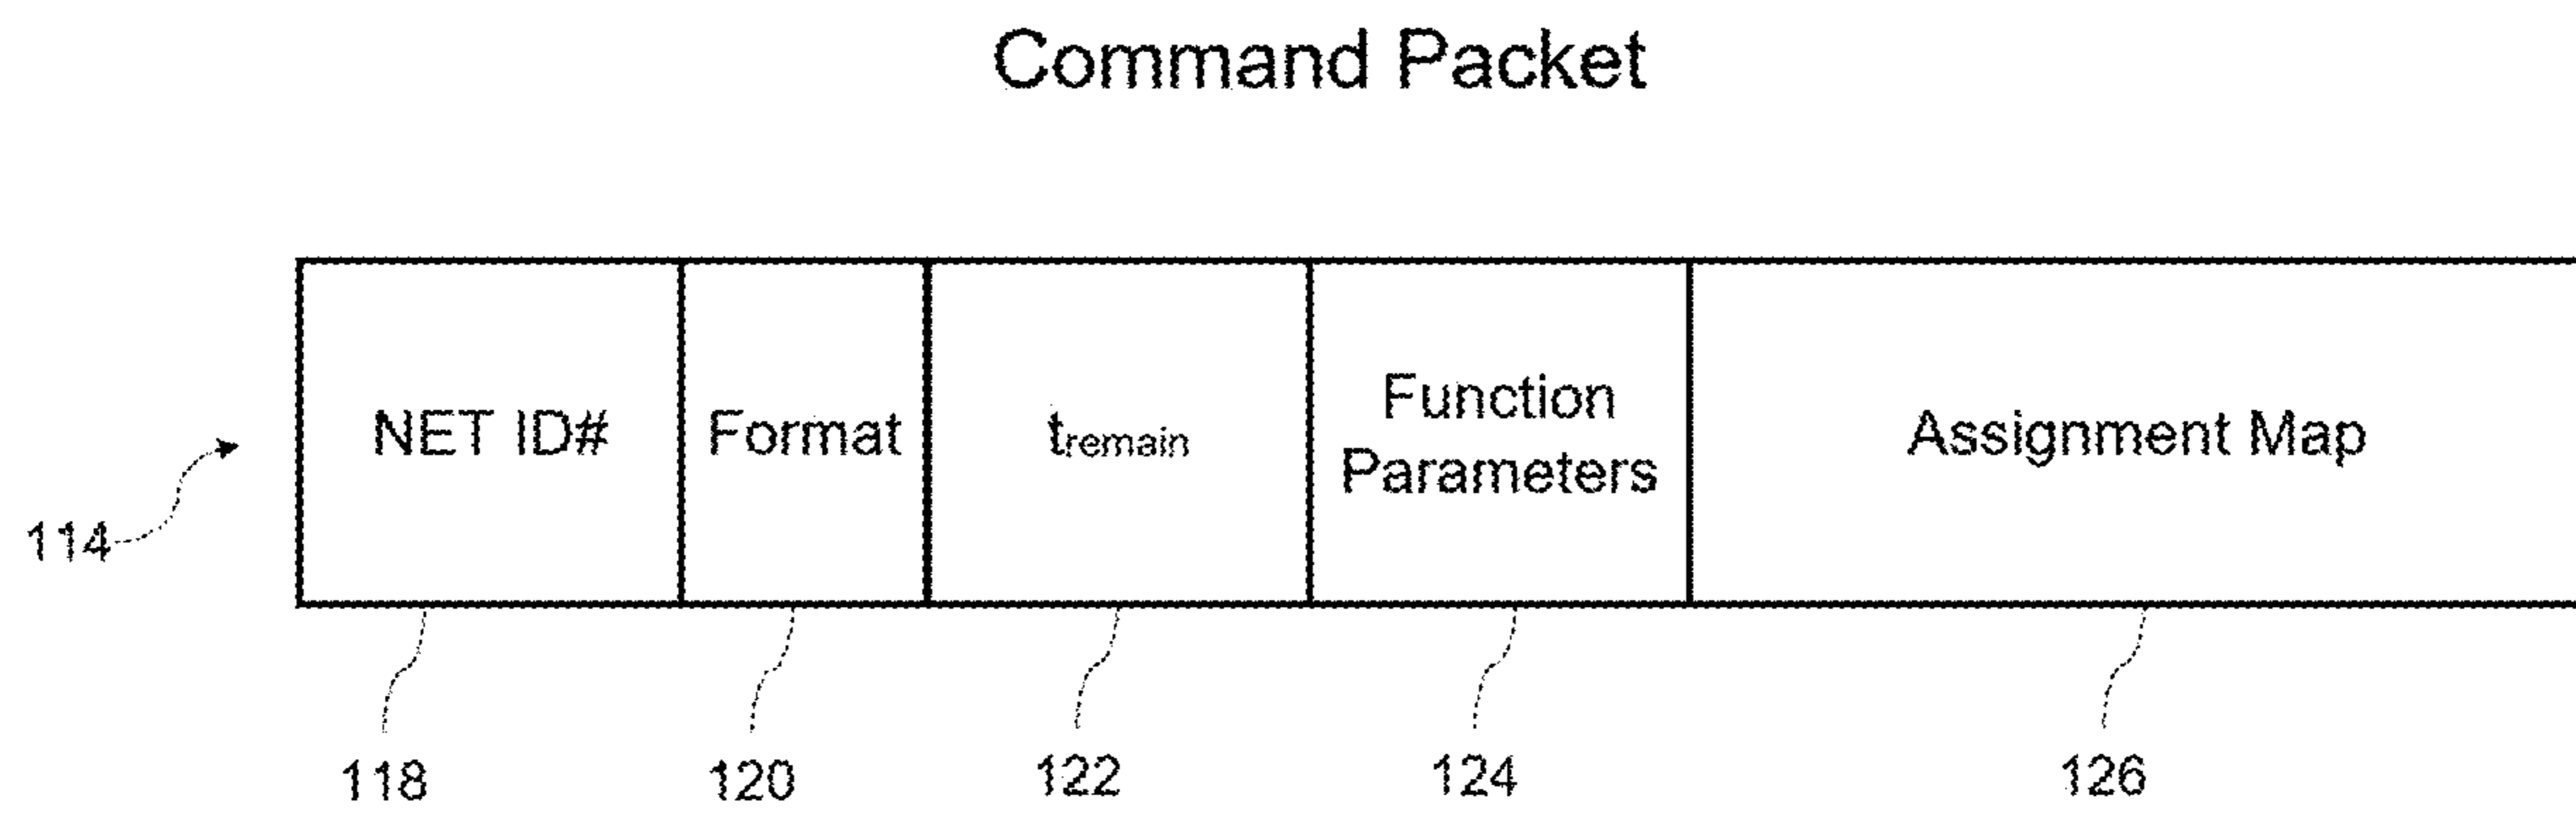 Command Packet
NET ID#
Format
tremain
Function
Parameters
Assignment Map
114
118
120
122
124
126